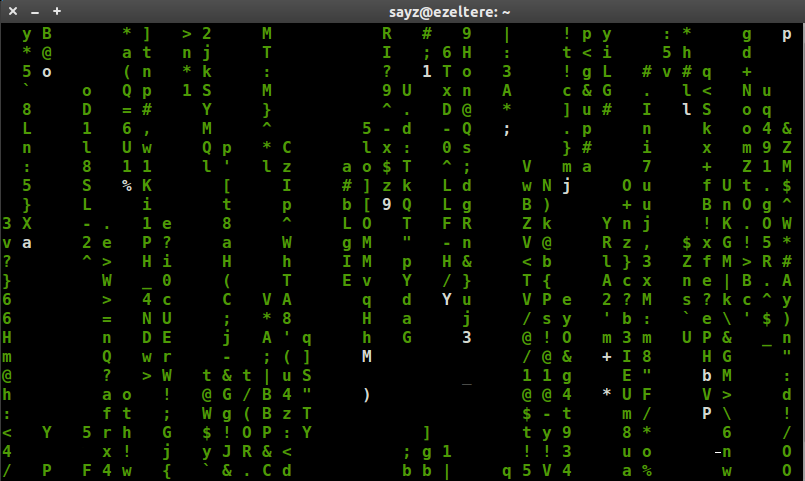 sayz@ezeltere: ~
y B * ] > 2 M R # 9 | ! p y : * g p
* @ a t n j T I ; 6 H : t < i 5 h d
5 o ( n * k : ? 1 T o 3 ! g L # v # q +
` o Q p 1 S M 9 U x n A c & G . l < N u
8 D = # Y } ^ . D @ * ] u # I l S o q
L 1 6 , M ^ 5 - d - Q ; . p n k o 4 &
n l U w Q p * C l x : 0 s } # i x m 9 Z
: 8 1 1 l ' l z a o $ T ^ ; V m a 7 + Z 1 M
5 S % K [ I # ] z k L d w N j O u f U t . $
} L i t p b [ 9 Q L g B ) + u B n O g ^
3 X - . 1 e 8 ^ L O T F R Z k Y n j ! K . O W
v a 2 e P ? a W g M " - n V @ R z , $ x G ! 5 *
? ^ > H i H h I M p H & < b l } 3 Z f M > R #
} W _ 0 ( T E v Y / } T { A c x n e | B . A
6 > 4 c C V A q d Y u V P e 2 ? M s ? k c ^ y
6 = N U ; * 8 H a j / s y ' b : ` e \ ' $ )
H n D E j A ' q h G 3 @ ! O m 3 m U P & _ n
m Q w r - ; ( ] M / @ & + I 8 H G "
@ ? > W t & t | u S _ 1 1 g E " b M :
h a o ! @ G / B 4 " ) @ @ 4 * U F V > d
: f t ; W g ( B z T $ - t m / P \ !
< Y 5 r h G $ ! O P : Y ] t y 9 8 * 6 /
4 x ! j y J R & < ; g 1 ! ! 3 u o n O
/ P F 4 w { ` & . C d b b | q 5 V 4 a % w O